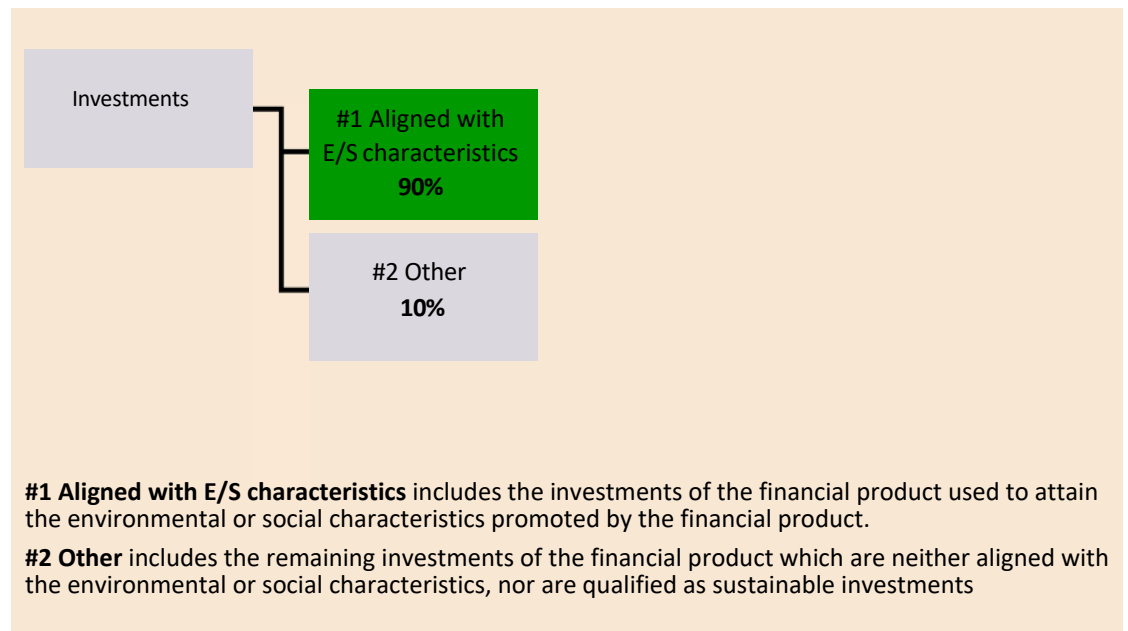 Investments
#1 Aligned with
E/S characteristics
90%
#2 Other
10%
#1 Aligned with E/S characteristics includes the investments of the financial product used to attain
the environmental or social characteristics promoted by the financial product.
#2 Other includes the remaining investments of the financial product which are neither aligned with
the environmental or social characteristics, nor are qualified as sustainable investments